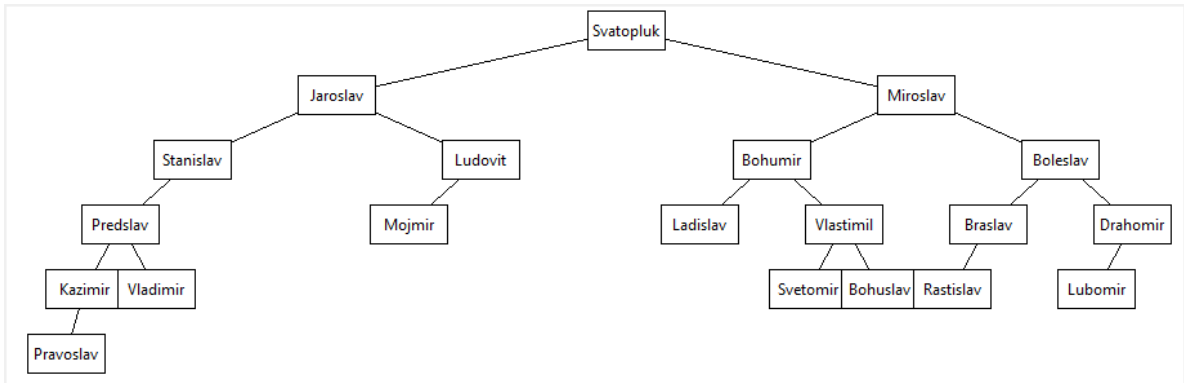 Svatopluk
Jaroslav Miroslav
Stanislav Ludovit Bohumir Boleslav
Predslav Mojmir Ladislav Vlastimil Braslav Drahomir
Kazimir Vladimir Svetomir Bohuslav Rastislav Lubomir
Pravoslav